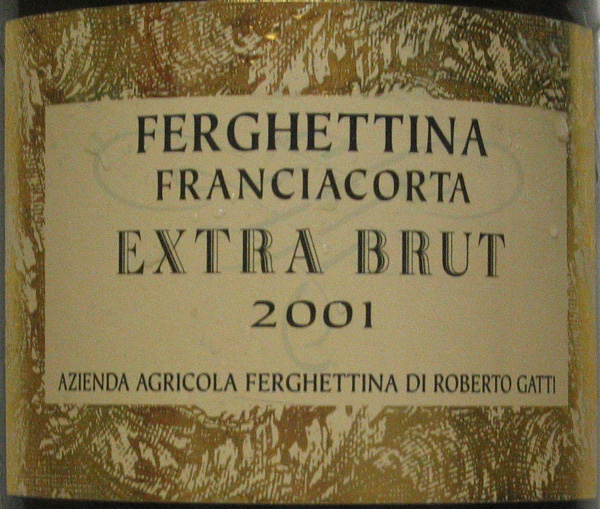 FERGHETTINA
FRANCIACORTA
EXTRA BRUT
2001
AZIENDA AGRICOLA FERGHETTINA DI ROBERTO GATTI